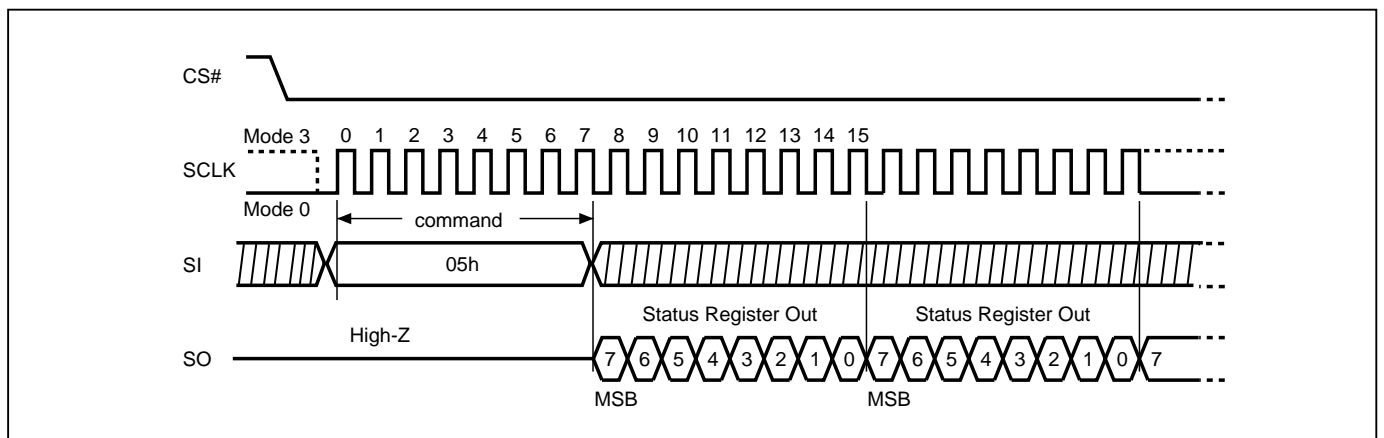 CS#
Mode 3
0 1 2 3 4 5 6 7 8 9 10 11 12 13 14 15
SCLK
Mode 0
command
SI
05h
Status Register Out Status Register Out
High-Z
SO
7 6 5 4 3 2 1 0 7 6 5 4 3 2 1 0 7
MSB MSB